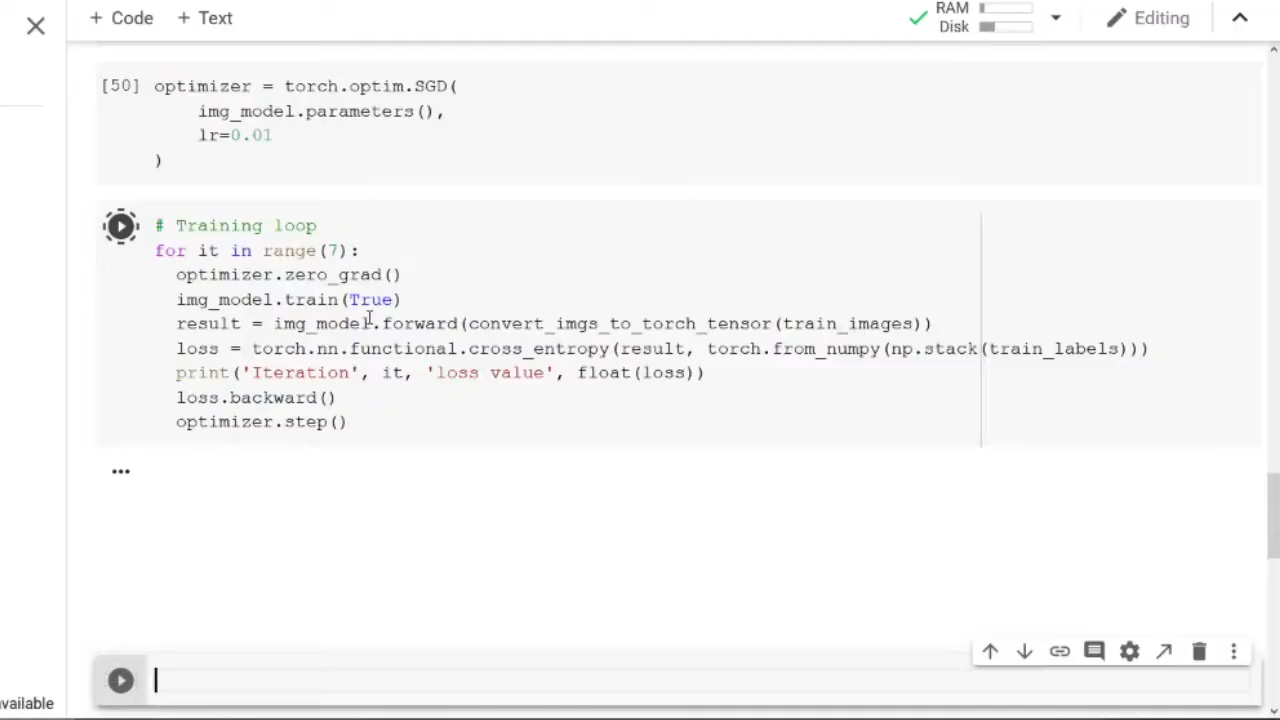 + Code + Text
RAM
Disk
Editing
[50] optimizer = torch.optim.SGD(
img_model.parameters(),
lr=0.01
)
# Training loop
for it in range(7):
optimizer.zero_grad()
img_model.train(True)
result = img_model.forward(convert_imgs_to_torch_tensor(train_images))
loss = torch.nn.functional.cross_entropy(result, torch.from_numpy(np.stack(train_labels)))
print('Iteration', it, 'loss value', float(loss))
loss.backward()
optimizer.step()
...
vailable